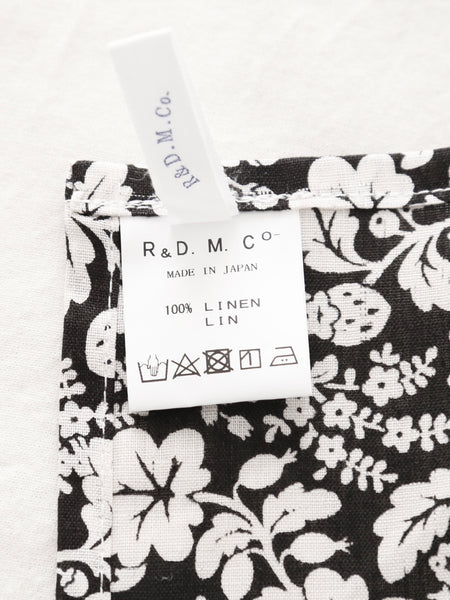 R&D.M.Co-
R&D.M.Co-
MADE IN JAPAN
100% LINEN
LIN